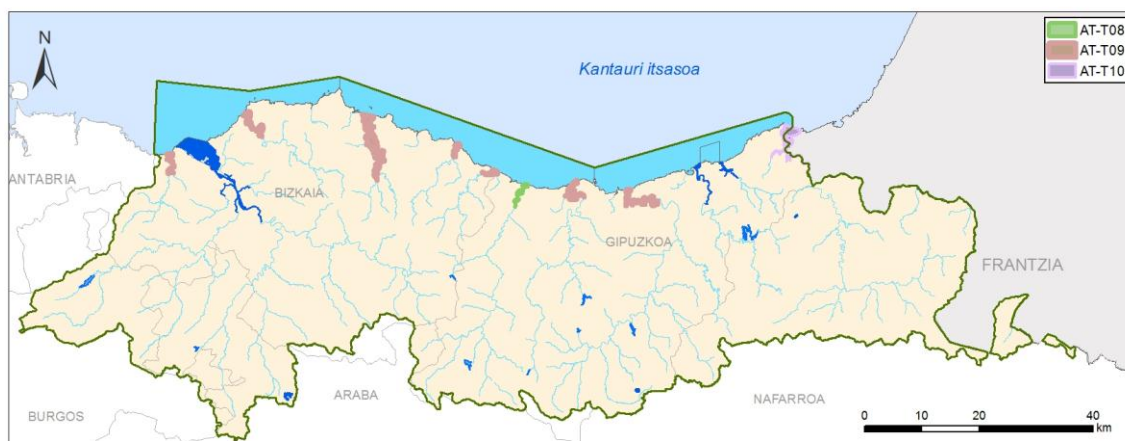 N
Kantauri itsasoa
AT-T08
AT-T09
AT-T10
ANTABRIA
BIZKAIA
GIPUZKOA
FRANTZIA
ARABA
NAFARROA
BURGOS
0 10 20 40
km